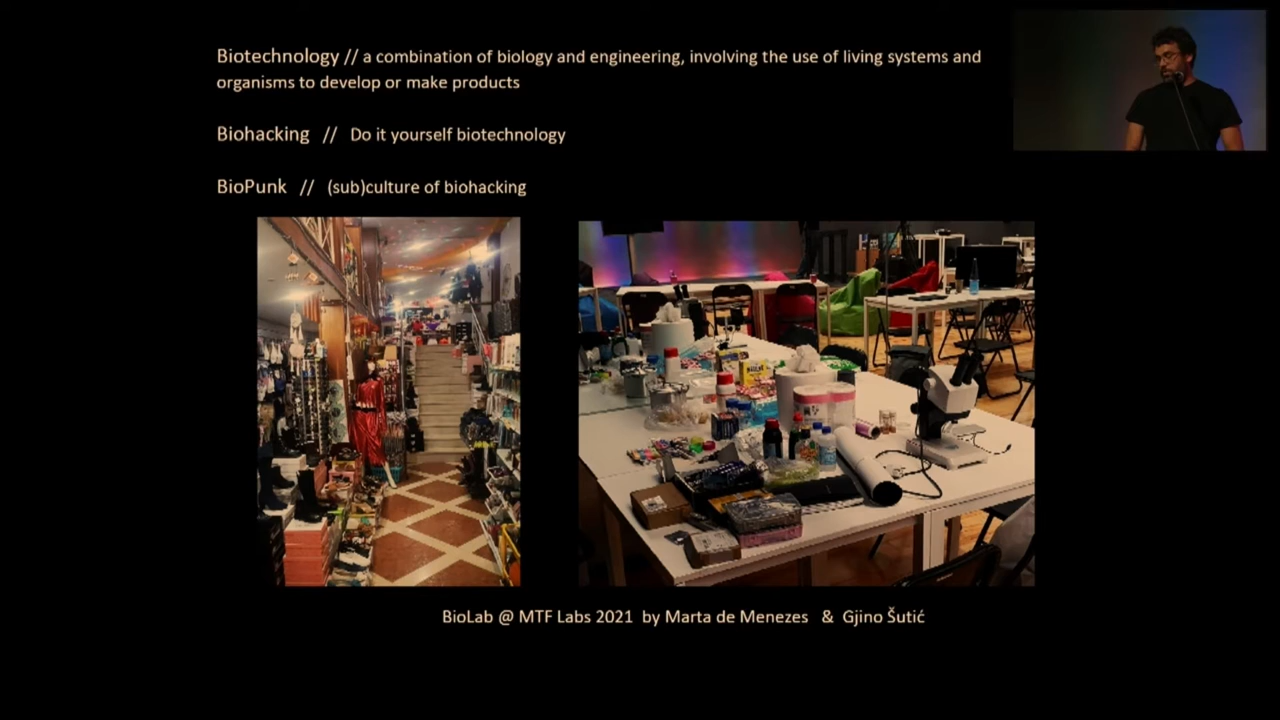 Biotechnology // a combination of biology and engineering, involving the use of living systems and
organisms to develop or make products
Biohacking // Do it yourself biotechnology
BioPunk // (sub)culture of biohacking
BioLab @ MTF Labs 2021 by Marta de Menezes & Gjino Šutić